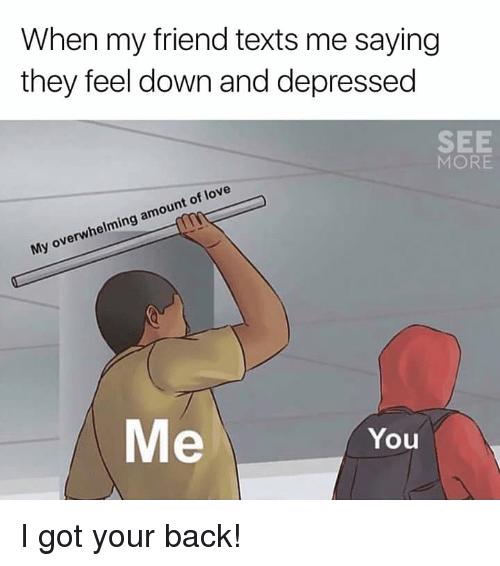 When my friend texts me saying
they feel down and depressed
SEE
MORE
My overwhelming amount of love
Me
You
I got your back!